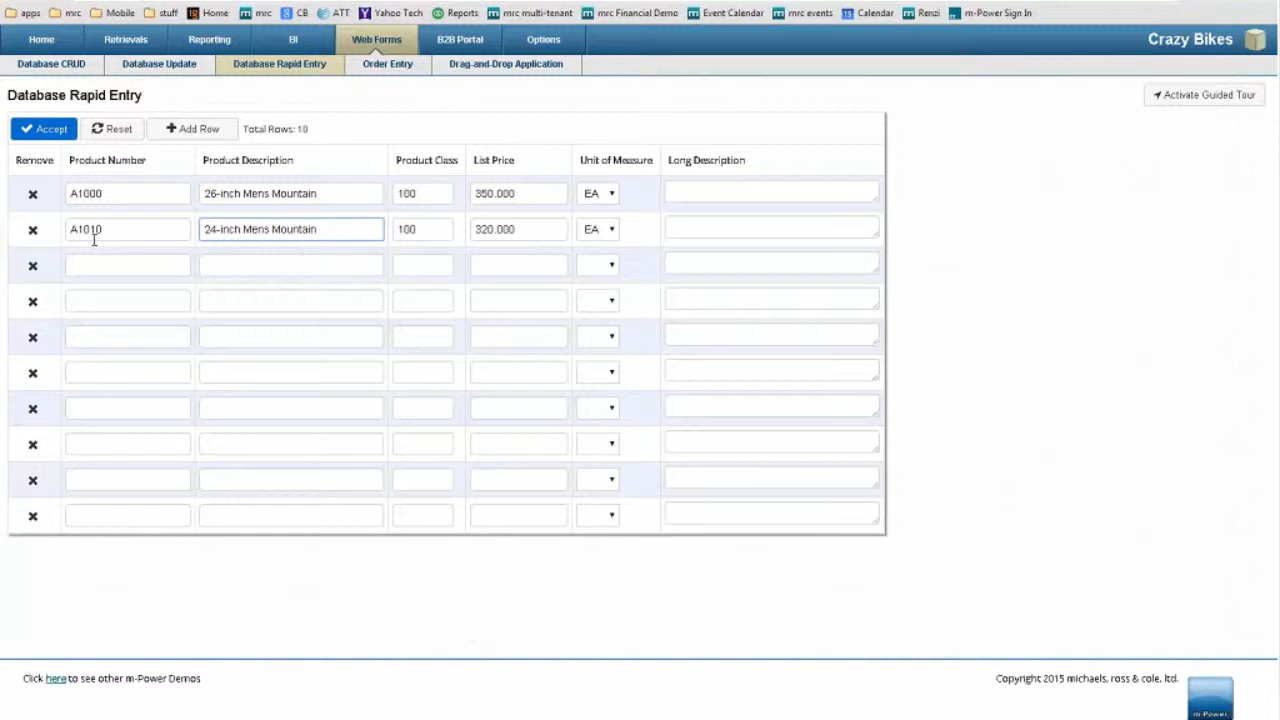 apps mrc Mobile stuff Home mrc CB ATT Yahoo Tech Reports mrc multi-tenant mrc Financial Demo Event Calendar mrc events 13 Calendar Renzi m-Power Sign In
Home Retrievals Reporting BI Web Forms B2B Portal Options Crazy Bikes
Database CRUD Database Update Database Rapid Entry Order Entry Drag-and-Drop Application
Database Rapid Entry Activate Guided Tour
Accept Reset Add Row Total Rows: 10
Remove Product Number Product Description Product Class List Price Unit of Measure Long Description
A1000 26-inch Mens Mountain 100 350.000 EA
A1010 24-inch Mens Mountain 100 320.000 EA
Click here to see other m-Power Demos Copyright 2015 michaels, ross & cole, ltd.
m-Power